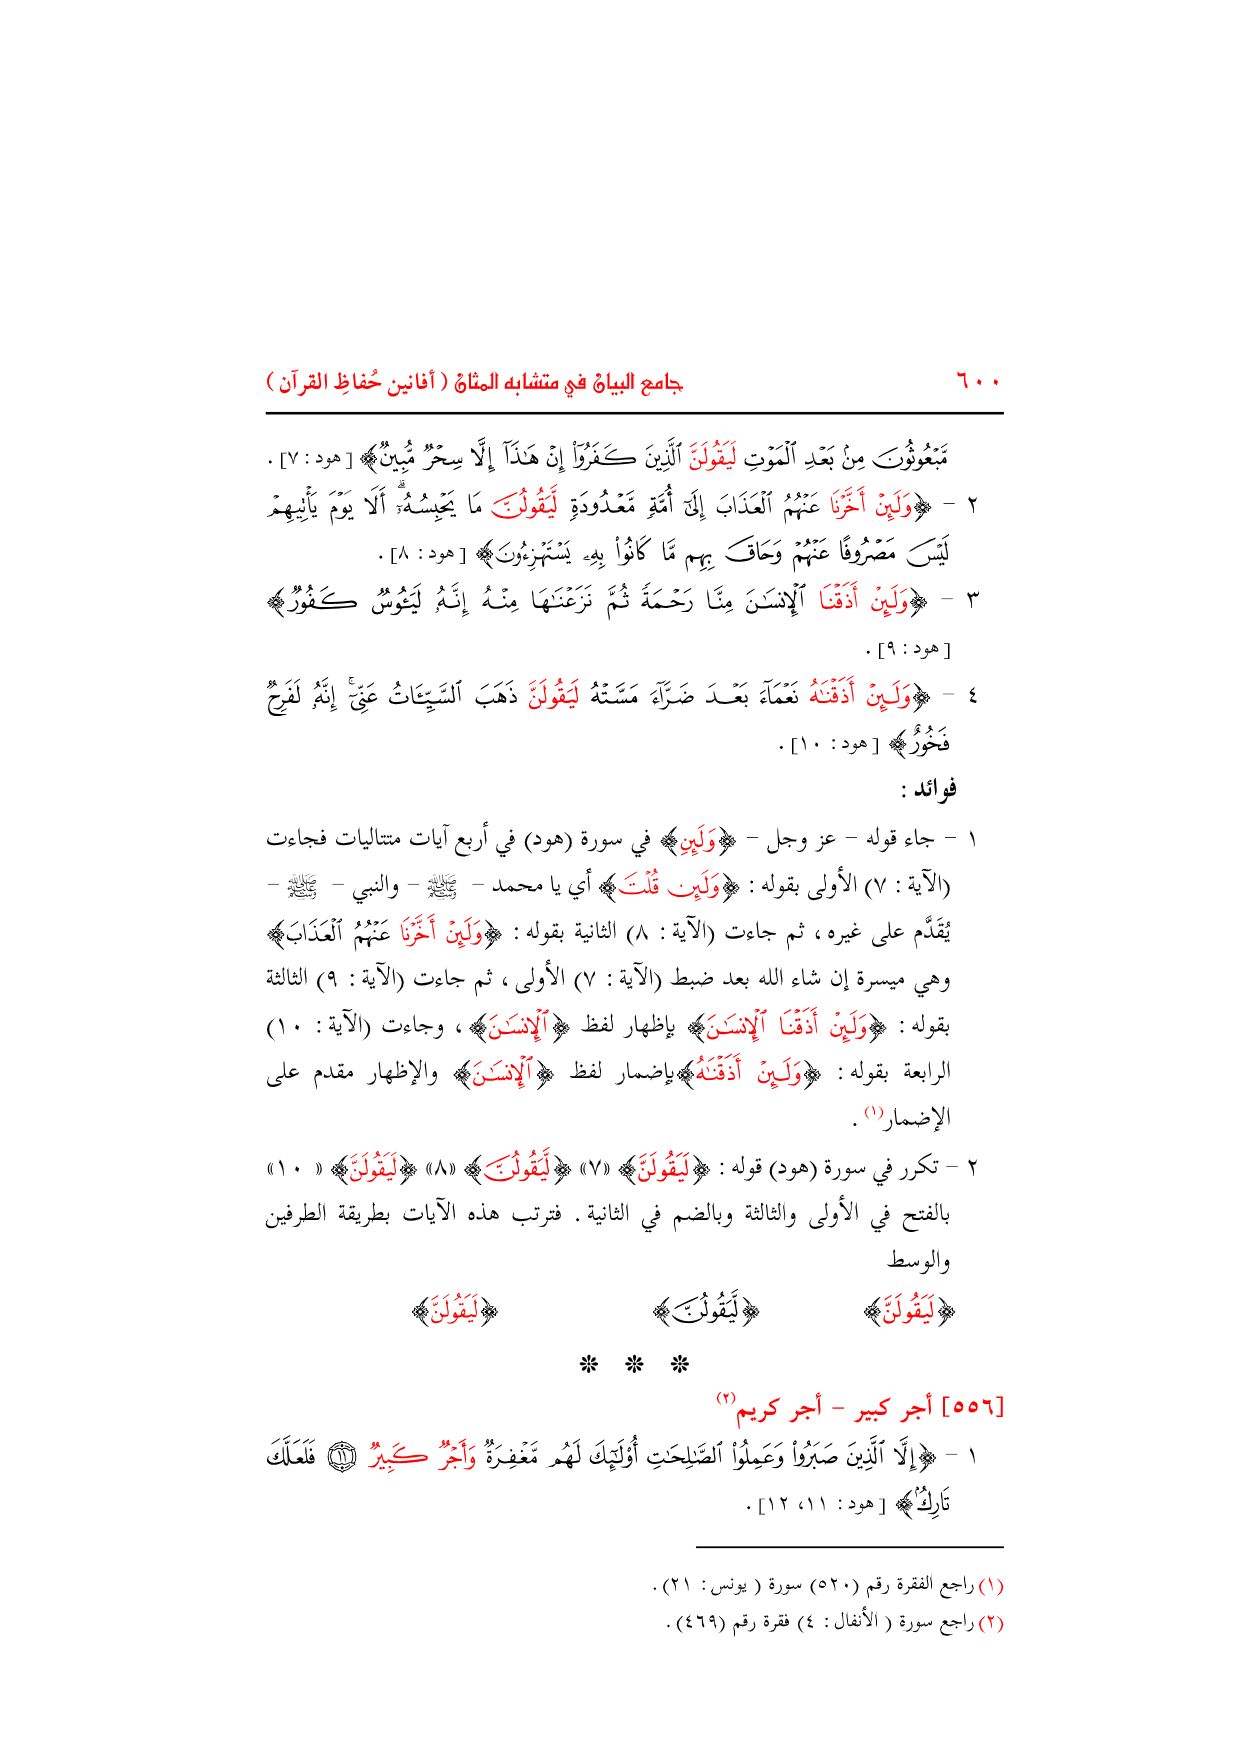 ٦٠٠ جامع البيان في متشابه المثان ( أفانين حُفاظِ القرآن )
مَّبْعُوثُونَ مِنۢ بَعْدِ ٱلْمَوْتِ لَيَقُولَنَّ ٱلَّذِينَ كَفَرُوٓا۟ إِنْ هَـٰذَآ إِلَّا سِحْرٌ مُّبِينٌ﴾ [هود: ٧].
٢ - ﴿وَلَئِنْ أَخَّرْنَا عَنْهُمُ ٱلْعَذَابَ إِلَىٰٓ أُمَّةٍ مَّعْدُودَةٍ لَّيَقُولُنَّ مَا يَحْبِسُهُۥٓ ۗ أَلَا يَوْمَ يَأْتِيهِمْ
لَيْسَ مَصْرُوفًا عَنْهُمْ وَحَاقَ بِهِم مَّا كَانُوا۟ بِهِۦ يَسْتَهْزِءُونَ﴾ [هود: ٨].
٣ - ﴿وَلَئِنْ أَذَقْنَا ٱلْإِنسَـٰنَ مِنَّا رَحْمَةً ثُمَّ نَزَعْنَـٰهَا مِنْهُ إِنَّهُۥ لَيَـُٔوسٌ كَفُورٌ﴾
[هود: ٩].
٤ - ﴿وَلَئِنْ أَذَقْنَـٰهُ نَعْمَآءَ بَعْدَ ضَرَّآءَ مَسَّتْهُ لَيَقُولَنَّ ذَهَبَ ٱلسَّيِّـَٔاتُ عَنِّىٓ ۚ إِنَّهُۥ لَفَرِحٌ
فَخُورٌ﴾ [هود: ١٠].
فوائد :
١ - جاء قوله - عز وجل - ﴿وَلَئِنِ﴾ في سورة (هود) في أربع آيات متتاليات فجاءت
(الآية : ٧) الأولى بقوله : ﴿وَلَئِن قُلْتَ﴾ أي يا محمد - ﷺ - والنبي - ﷺ -
يُقَدَّم على غيره، ثم جاءت (الآية : ٨) الثانية بقوله : ﴿وَلَئِنْ أَخَّرْنَا عَنْهُمُ ٱلْعَذَابَ﴾
وهي ميسرة إن شاء الله بعد ضبط (الآية : ٧) الأولى، ثم جاءت (الآية : ٩) الثالثة
بقوله : ﴿وَلَئِنْ أَذَقْنَا ٱلْإِنسَـٰنَ﴾ بإظهار لفظ ﴿ٱلْإِنسَـٰنَ﴾، وجاءت (الآية : ١٠)
الرابعة بقوله : ﴿وَلَئِنْ أَذَقْنَـٰهُ﴾ بإضمار لفظ ﴿ٱلْإِنسَـٰنَ﴾ والإظهار مقدم على
الإضمار(١).
٢ - تكرر في سورة (هود) قوله : ﴿لَيَقُولَنَّ﴾ «٧» ﴿لَّيَقُولُنَّ﴾ «٨» ﴿لَيَقُولَنَّ﴾ «١٠»
بالفتح في الأولى والثالثة وبالضم في الثانية. فترتب هذه الآيات بطريقة الطرفين
والوسط
﴿لَيَقُولَنَّ﴾ ﴿لَّيَقُولُنَّ﴾ ﴿لَيَقُولَنَّ﴾
❊ ❊ ❊
[٥٥٦] أجر كبير - أجر كريم(٢)
١ - ﴿إِلَّا ٱلَّذِينَ صَبَرُوا۟ وَعَمِلُوا۟ ٱلصَّـٰلِحَـٰتِ أُو۟لَـٰٓئِكَ لَهُم مَّغْفِرَةٌ وَأَجْرٌ كَبِيرٌ ۝١١ فَلَعَلَّكَ
تَارِكٌۢ﴾ [هود: ١١، ١٢].
(١) راجع الفقرة رقم (٥٢٠) سورة ( يونس : ٢١).
(٢) راجع سورة ( الأنفال : ٤) فقرة رقم (٤٦٩).